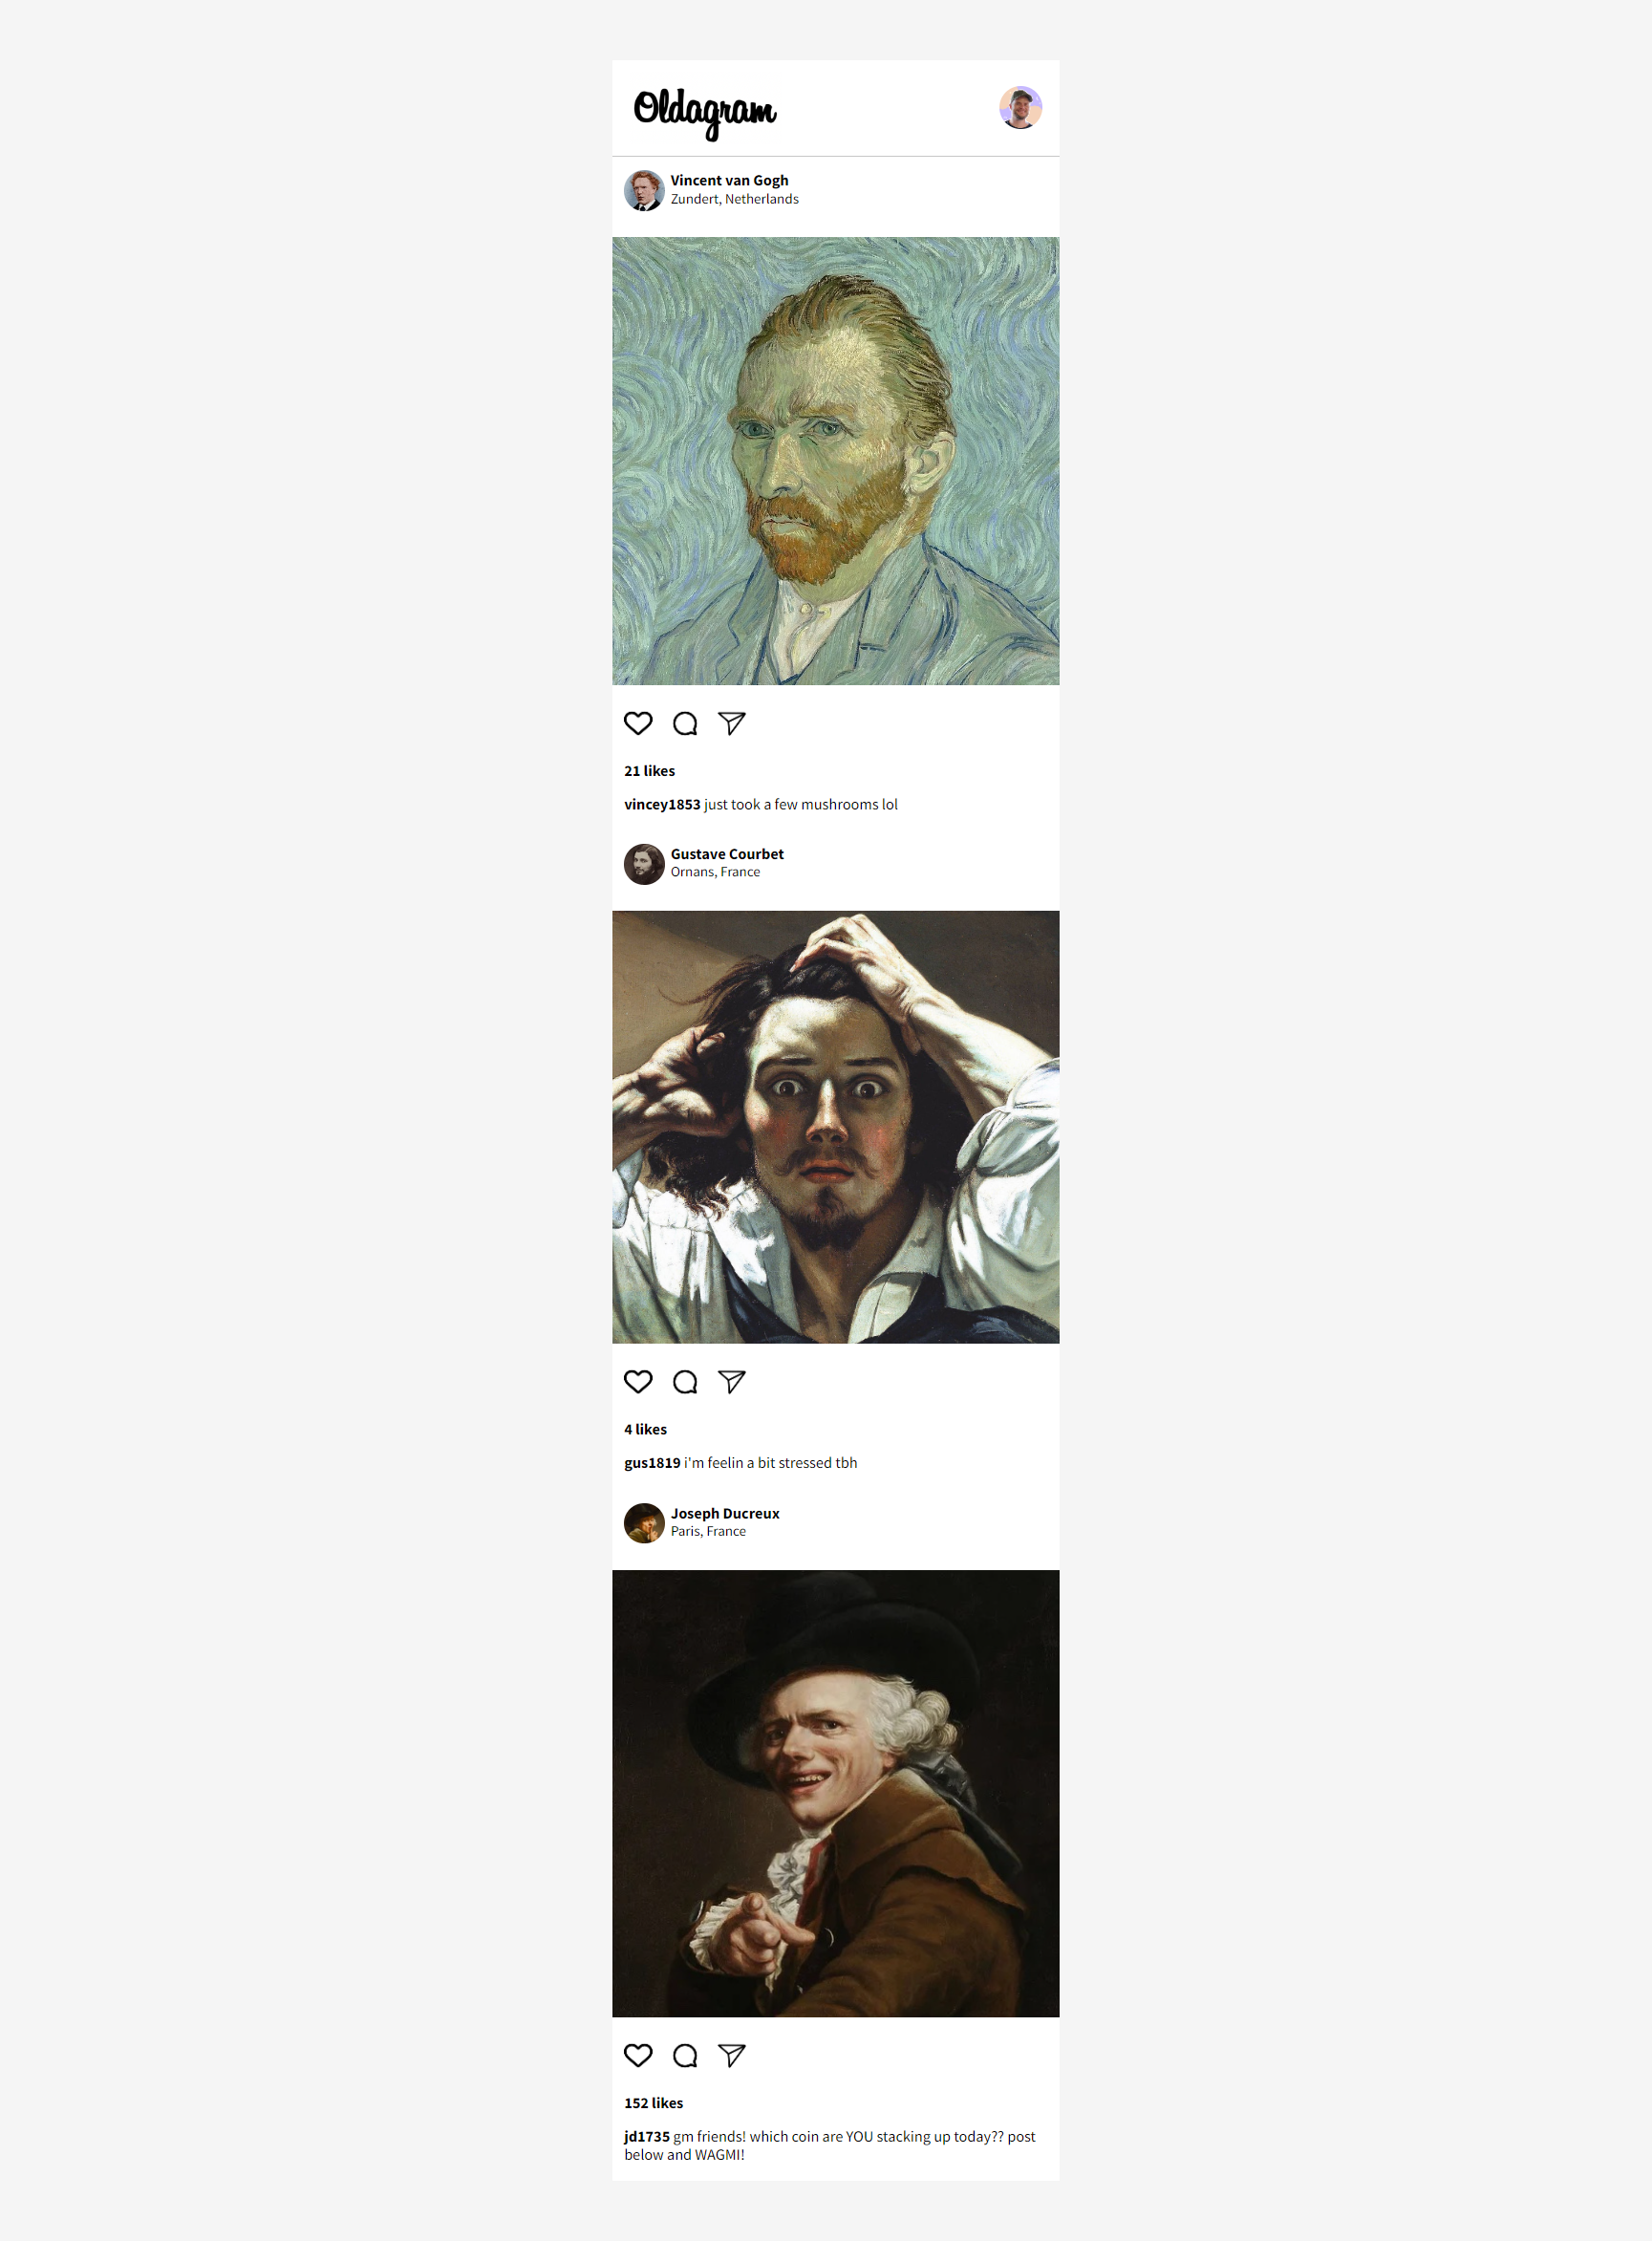 Oldagram
Vincent van Gogh
Zundert, Netherlands
21 likes
vincey1853 just took a few mushrooms lol
Gustave Courbet
Ornans, France
4 likes
gus1819 i'm feelin a bit stressed tbh
Joseph Ducreux
Paris, France
152 likes
jd1735 gm friends! which coin are YOU stacking up today?? post
below and WAGMI!